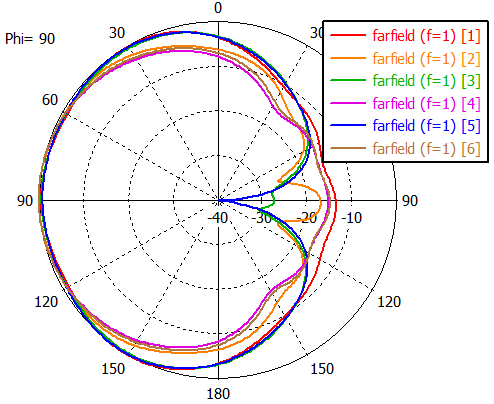 0
Phi= 90
30
30
farfield (f=1) [1]
farfield (f=1) [2]
farfield (f=1) [3]
farfield (f=1) [4]
farfield (f=1) [5]
farfield (f=1) [6]
60
90
90
-40
-30
-20
-10
120
120
150
150
180